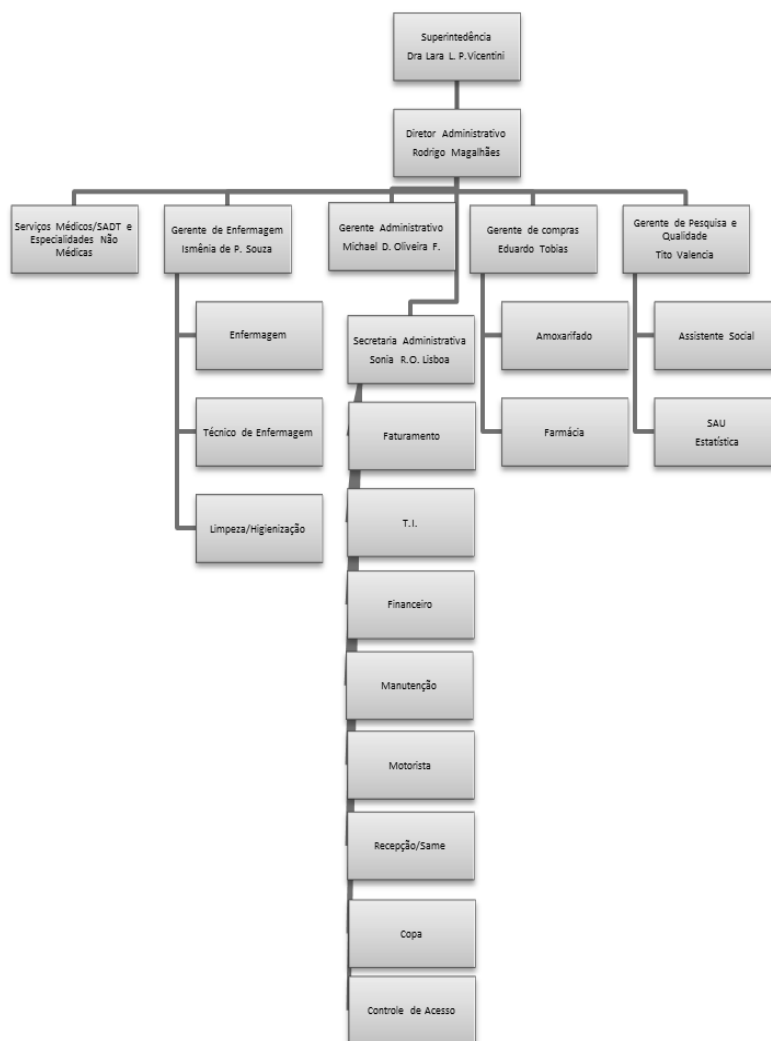 Superintedência
Dra Lara L. P.Vicentini
Diretor Administrativo
Rodrigo Magalhães
Serviços Médicos/SADT e
Especialidades Não
Médicas
Gerente de Enfermagem
Ismênia de P. Souza
Gerente Administrativo
Michael D. Oliveira F.
Gerente de compras
Eduardo Tobias
Gerente de Pesquisa e
Qualidade
Tito Valencia
Enfermagem
Secretaria Administrativa
Sonia R.O. Lisboa
Amoxarifado
Assistente Social
Técnico de Enfermagem
Faturamento
Farmácia
SAU
Estatística
Limpeza/Higienização
T.I.
Financeiro
Manutenção
Motorista
Recepção/Same
Copa
Controle de Acesso